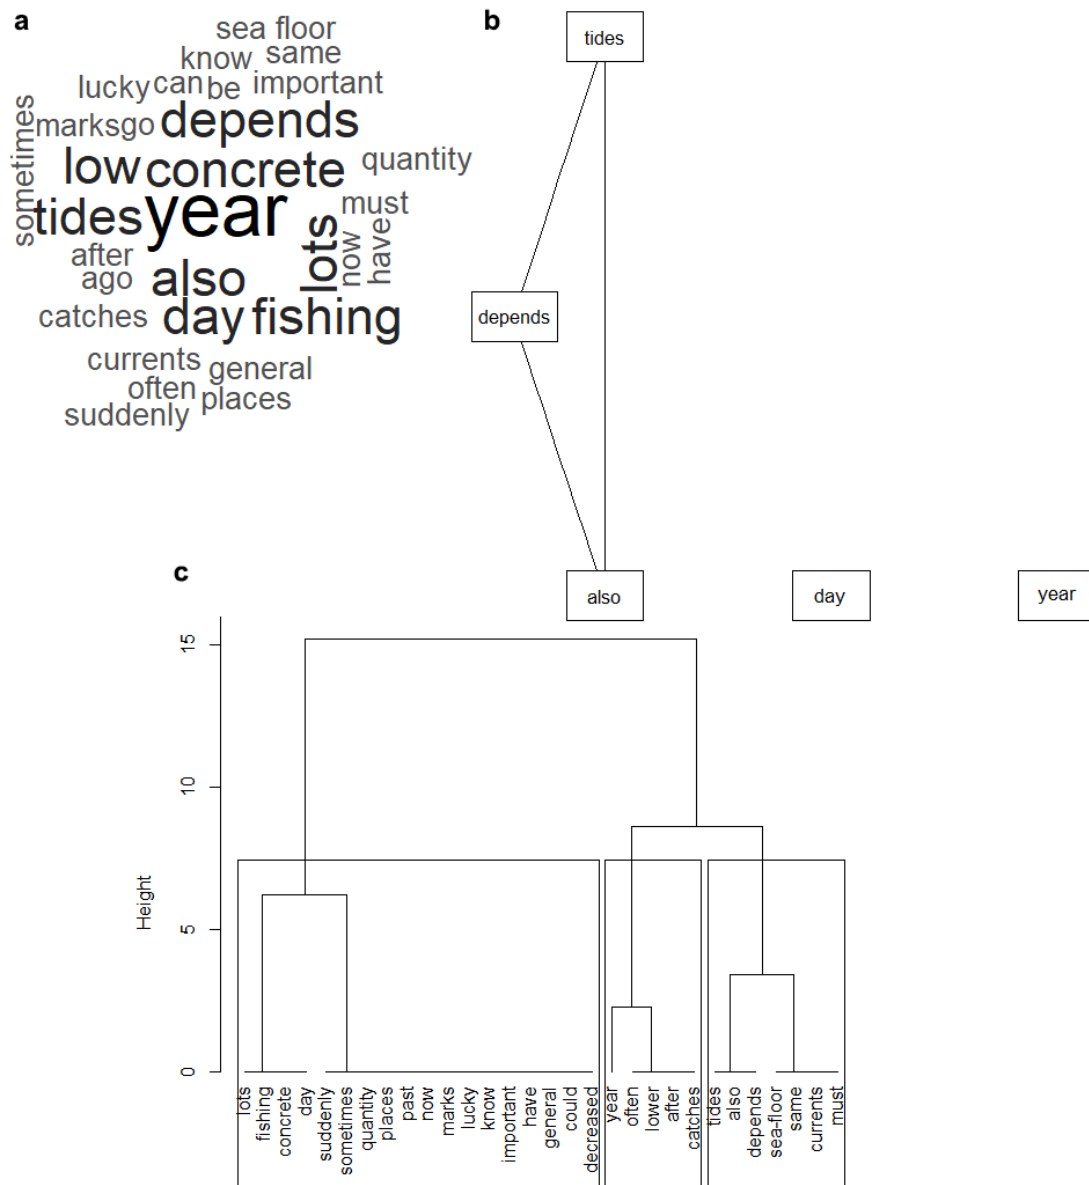 a
sea floor
know same
lucky can be important
sometimes
marks go depends
low concrete quantity
tides year must
lots now have
after
ago also
catches day fishing
currents general
often places
suddenly
b
tides
depends
also day year
c
Height
15
10
5
0
lots
fishing
concrete
day
suddenly
sometimes
quantity
places
past
now
marks
lucky
know
important
have
general
could
decreased
year
often
lower
after
catches
tides
also
depends
sea-floor
same
currents
must